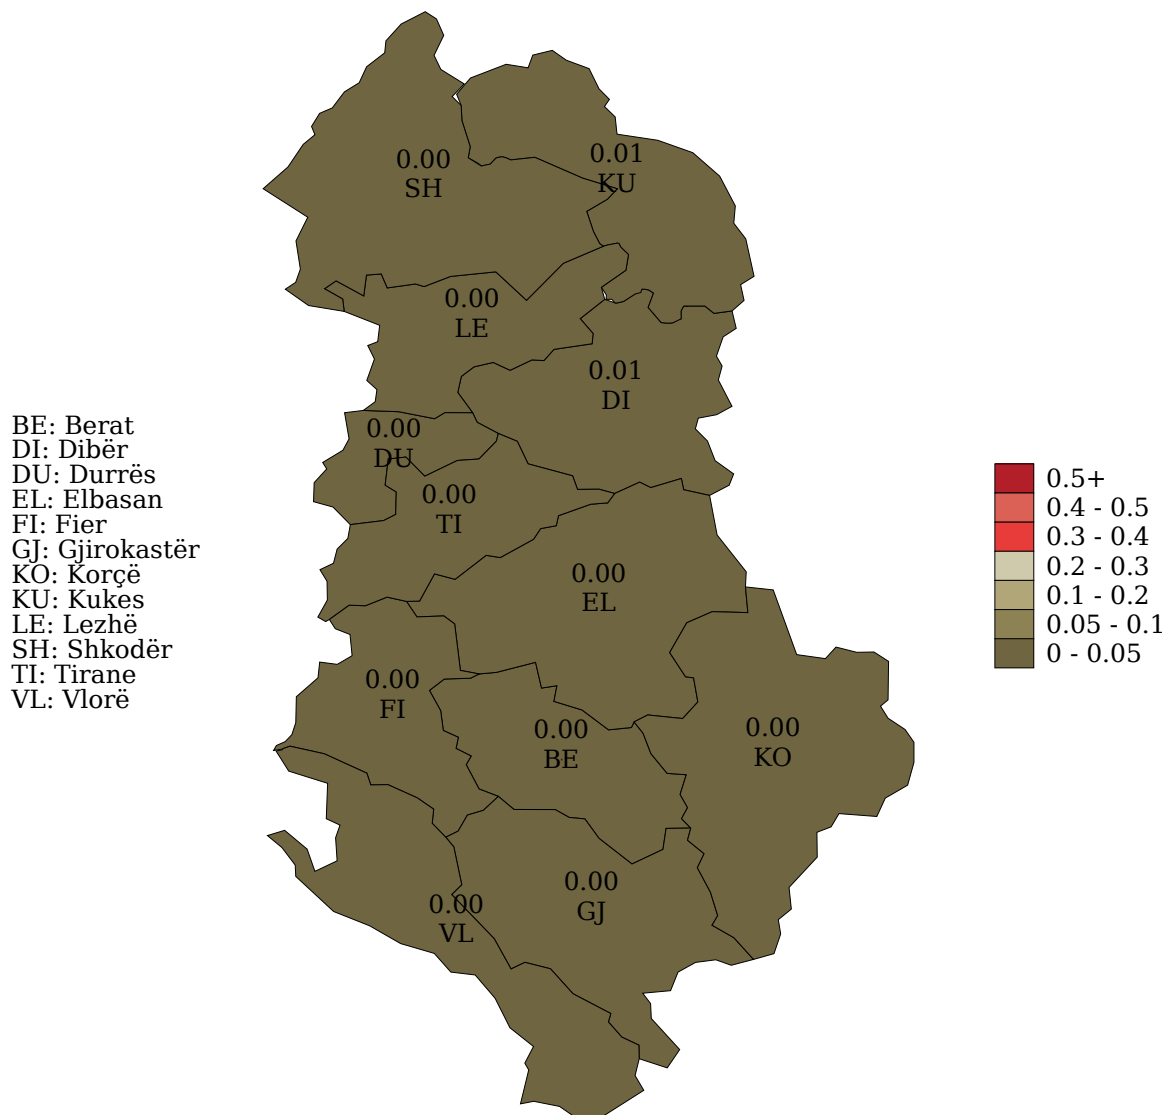 0.00
SH
0.01
KU
0.00
LE
0.01
DI
0.00
DU
0.00
TI
0.00
EL
0.00
FI
0.00
BE
0.00
KO
0.00
GJ
0.00
VL
BE: Berat
DI: Dibër
DU: Durrës
EL: Elbasan
FI: Fier
GJ: Gjirokastër
KO: Korçë
KU: Kukes
LE: Lezhë
SH: Shkodër
TI: Tirane
VL: Vlorë
0.5+
0.4 - 0.5
0.3 - 0.4
0.2 - 0.3
0.1 - 0.2
0.05 - 0.1
0 - 0.05